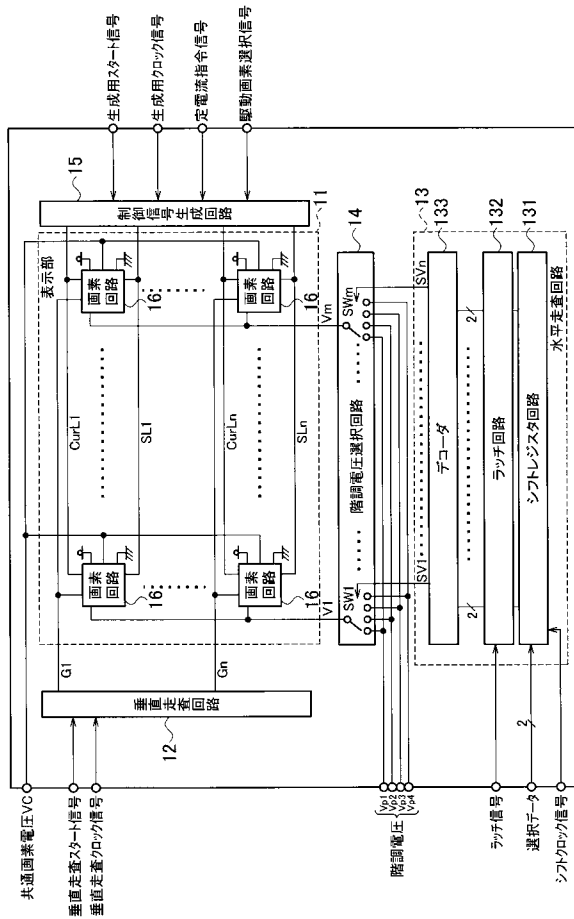 生成用スタート信号
生成用クロック信号
定電流指令信号
駆動画素選択信号
15
制御信号生成回路
11
表示部
画素回路
16
画素回路
16
CurL1
SL1
CurLn
SLn
画素回路
16
画素回路
16
G1
Gn
垂直走査回路
12
V1
Vm
14
階調電圧選択回路
SW1
SWm
13
SV1
SVn
133
デコーダ
2
2
132
ラッチ回路
131
シフトレジスタ回路
水平走査回路
共通画素電圧VC
垂直走査スタート信号
垂直走査クロック信号
Vp1
Vp2
Vp3
Vp4
階調電圧
ラッチ信号
選択データ
2
シフトクロック信号